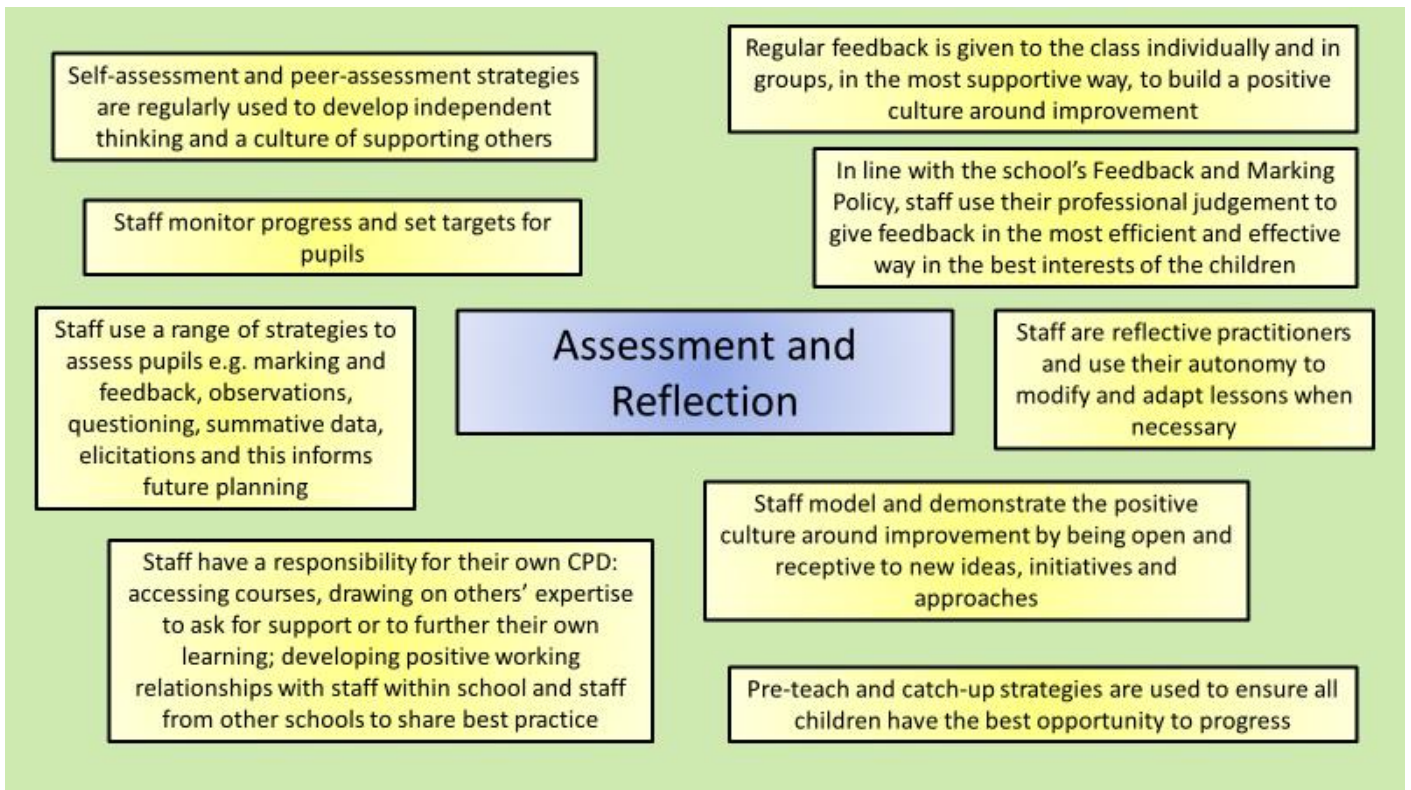 Self-assessment and peer-assessment strategies
are regularly used to develop independent
thinking and a culture of supporting others
Regular feedback is given to the class individually and in
groups, in the most supportive way, to build a positive
culture around improvement
In line with the school’s Feedback and Marking
Policy, staff use their professional judgement to
give feedback in the most efficient and effective
way in the best interests of the children
Staff monitor progress and set targets for
pupils
Staff use a range of strategies to
assess pupils e.g. marking and
feedback, observations,
questioning, summative data,
elicitations and this informs
future planning
Assessment and
Reflection
Staff are reflective practitioners
and use their autonomy to
modify and adapt lessons when
necessary
Staff model and demonstrate the positive
culture around improvement by being open and
receptive to new ideas, initiatives and
approaches
Staff have a responsibility for their own CPD:
accessing courses, drawing on others’ expertise
to ask for support or to further their own
learning; developing positive working
relationships with staff within school and staff
from other schools to share best practice
Pre-teach and catch-up strategies are used to ensure all
children have the best opportunity to progress